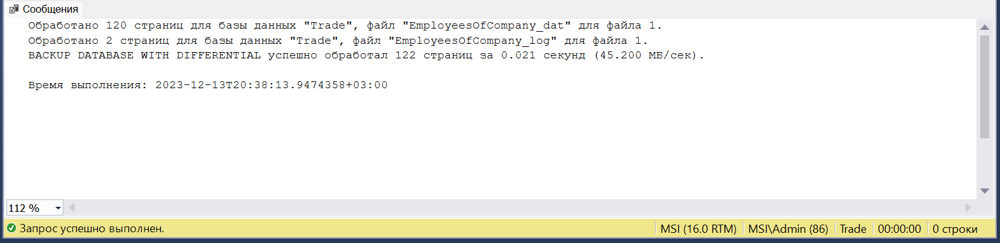 Сообщения
Обработано 120 страниц для базы данных "Trade", файл "EmployeesOfCompany_dat" для файла 1.
Обработано 2 страниц для базы данных "Trade", файл "EmployeesOfCompany_log" для файла 1.
BACKUP DATABASE WITH DIFFERENTIAL успешно обработал 122 страниц за 0.021 секунд (45.200 МБ/сек).
Время выполнения: 2023-12-13T20:38:13.9474358+03:00
112 %
Запрос успешно выполнен. MSI (16.0 RTM) MSI\Admin (86) Trade 00:00:00 0 строки